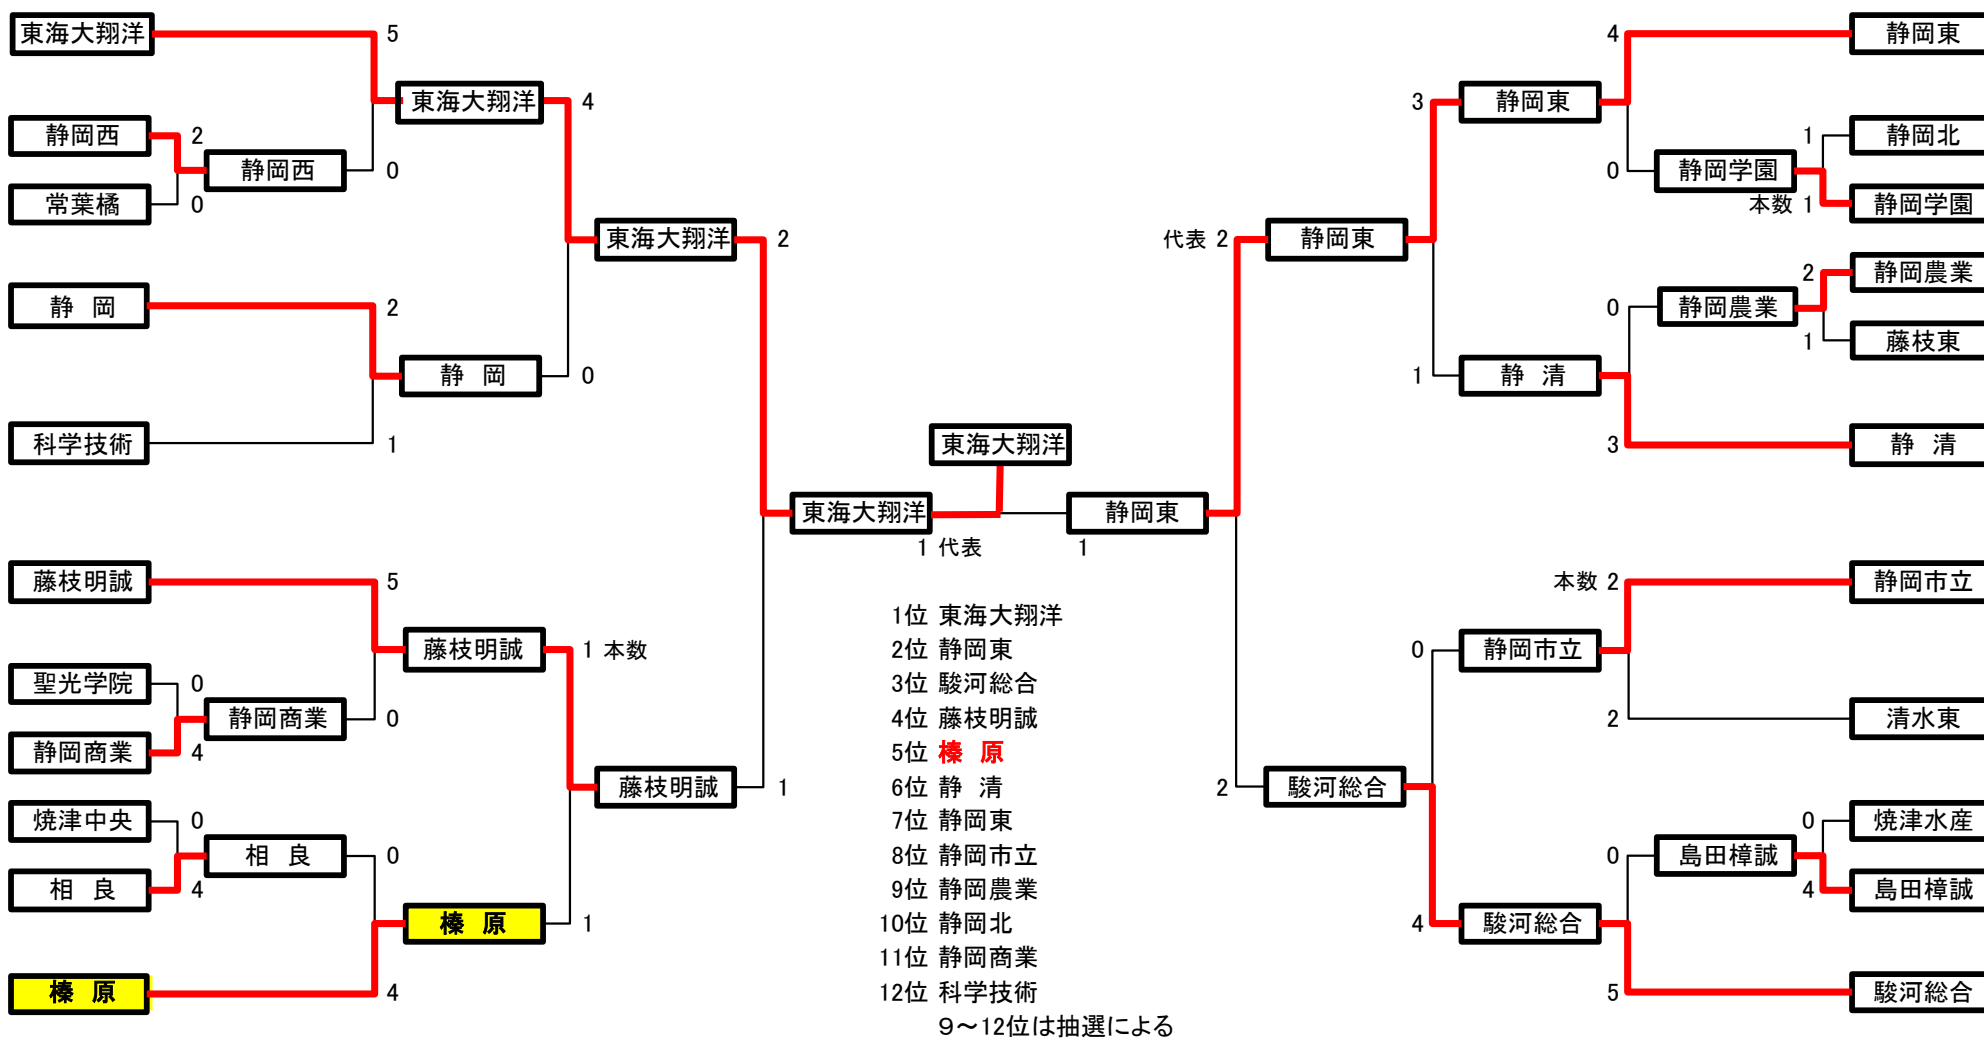 東海大翔洋
5
静岡西
2
常葉橘
0
静岡西
0
東海大翔洋
4
静 岡
2
科学技術
1
静 岡
0
東海大翔洋
2
藤枝明誠
5
聖光学院
0
静岡商業
4
静岡商業
0
藤枝明誠
1 本数
焼津中央
0
相 良
4
相 良
0
榛 原
4
榛 原
1
藤枝明誠
1
東海大翔洋
東海大翔洋
1 代表
静岡東
1
1位 東海大翔洋
2位 静岡東
3位 駿河総合
4位 藤枝明誠
5位 榛 原
6位 静 清
7位 静岡東
8位 静岡市立
9位 静岡農業
10位 静岡北
11位 静岡商業
12位 科学技術
9~12位は抽選による
代表 2
静岡東
3
静岡東
4
静岡東
0
静岡学園
1
静岡北
本数 1
静岡学園
1
静 清
0
静岡農業
2
静岡農業
1
藤枝東
3
静 清
2
駿河総合
0
静岡市立
本数 2
静岡市立
2
清水東
4
駿河総合
0
島田樟誠
0
焼津水産
4
島田樟誠
5
駿河総合